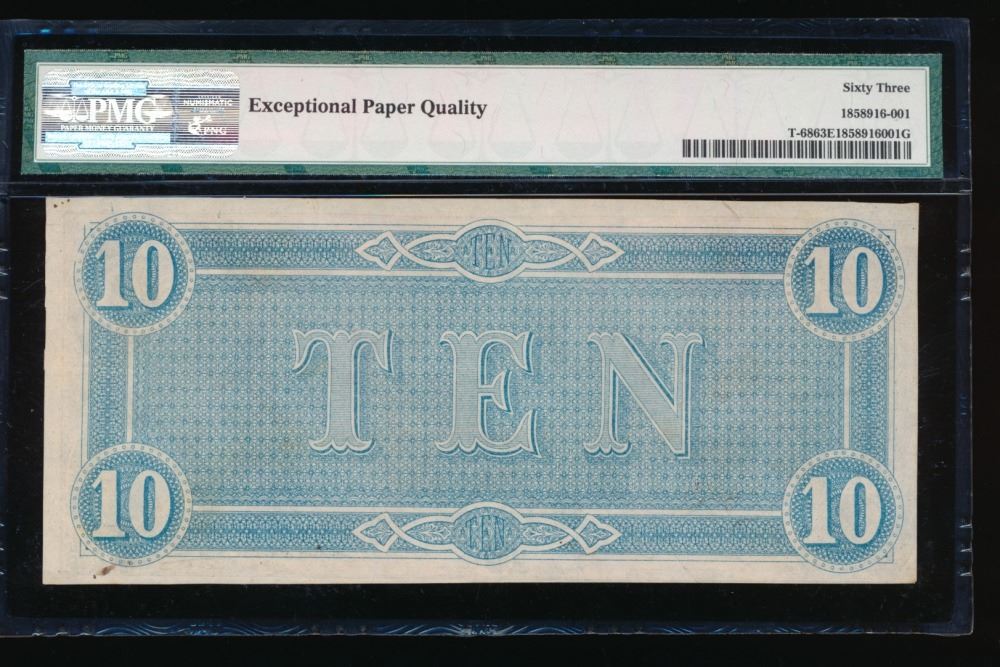 PMG
PAPER MONEY GUARANTY
NUMISMATIC
PNG
Exceptional Paper Quality
Sixty Three
1858916-001
T-6863E1858916001G
10
TEN
10
TEN
10
TEN
10